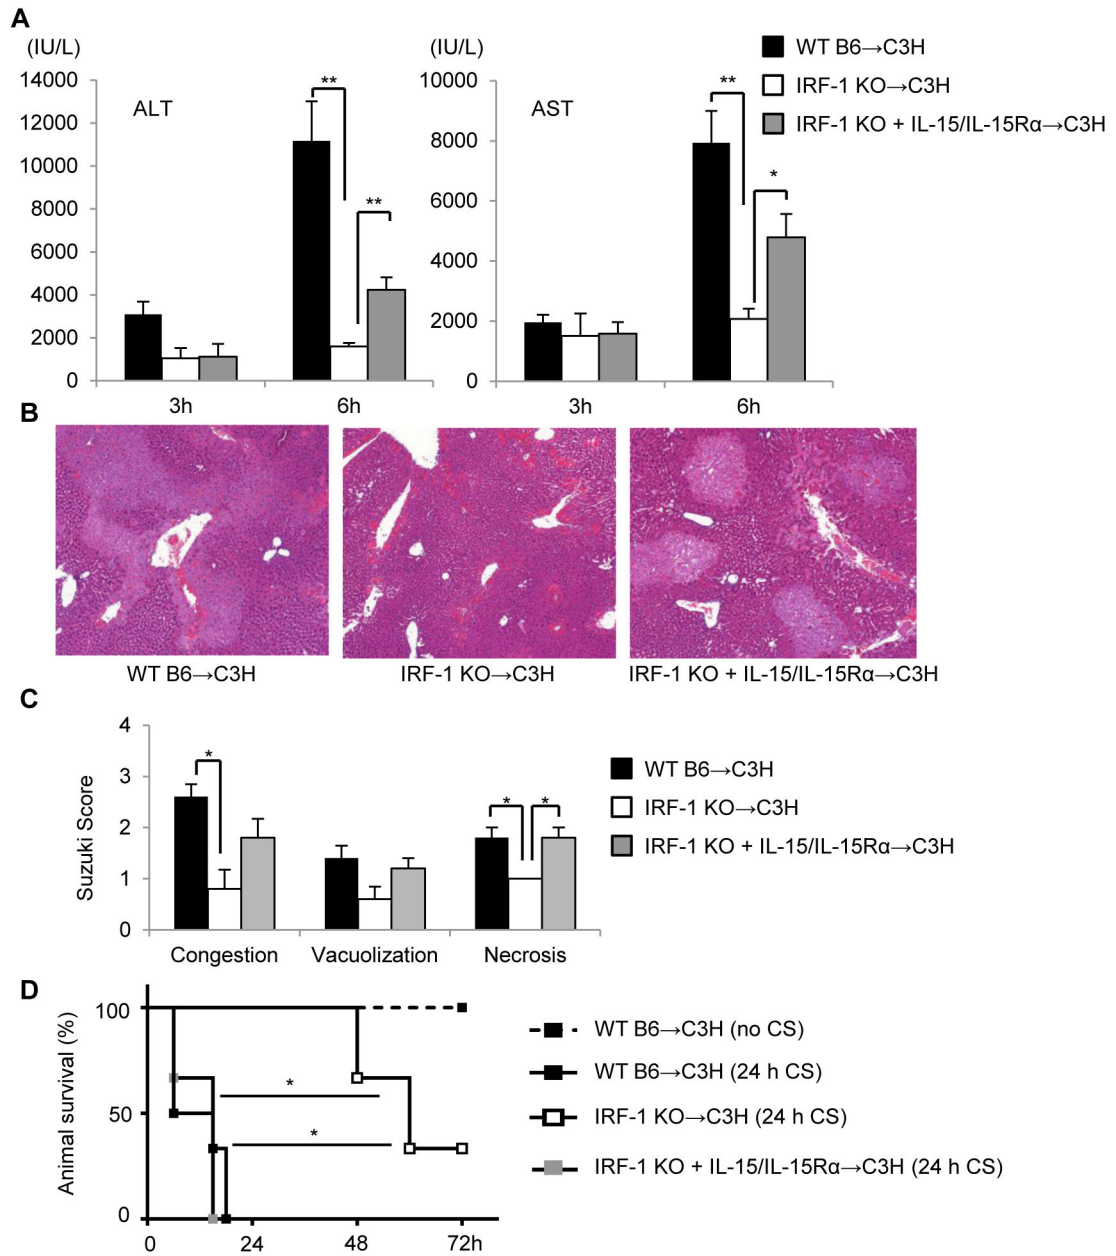 A
(IU/L)
(IU/L)
WT B6→C3H
IRF-1 KO→C3H
IRF-1 KO + IL-15/IL-15Rα→C3H
14000
12000
10000
8000
6000
4000
2000
0
ALT
**
**
3h
6h
10000
8000
6000
4000
2000
0
AST
**
*
3h
6h
B
WT B6→C3H
IRF-1 KO→C3H
IRF-1 KO + IL-15/IL-15Rα→C3H
C
Suzuki Score
4
3
2
1
0
*
*
*
Congestion
Vacuolization
Necrosis
WT B6→C3H
IRF-1 KO→C3H
IRF-1 KO + IL-15/IL-15Rα→C3H
D
Animal survival (%)
100
50
0
*
*
0
24
48
72h
WT B6→C3H (no CS)
WT B6→C3H (24 h CS)
IRF-1 KO→C3H (24 h CS)
IRF-1 KO + IL-15/IL-15Rα→C3H (24 h CS)